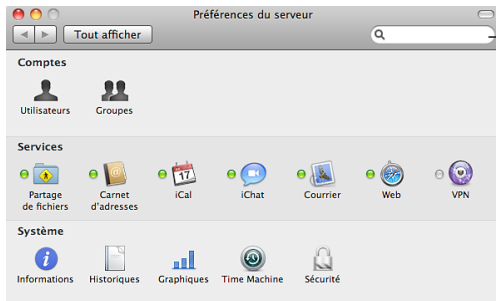 Préférences du serveur
Tout afficher
Comptes
Utilisateurs
Groupes
Services
Partage
de fichiers
Carnet
d'adresses
iCal
iChat
Courrier
Web
VPN
Système
Informations
Historiques
Graphiques
Time Machine
Sécurité